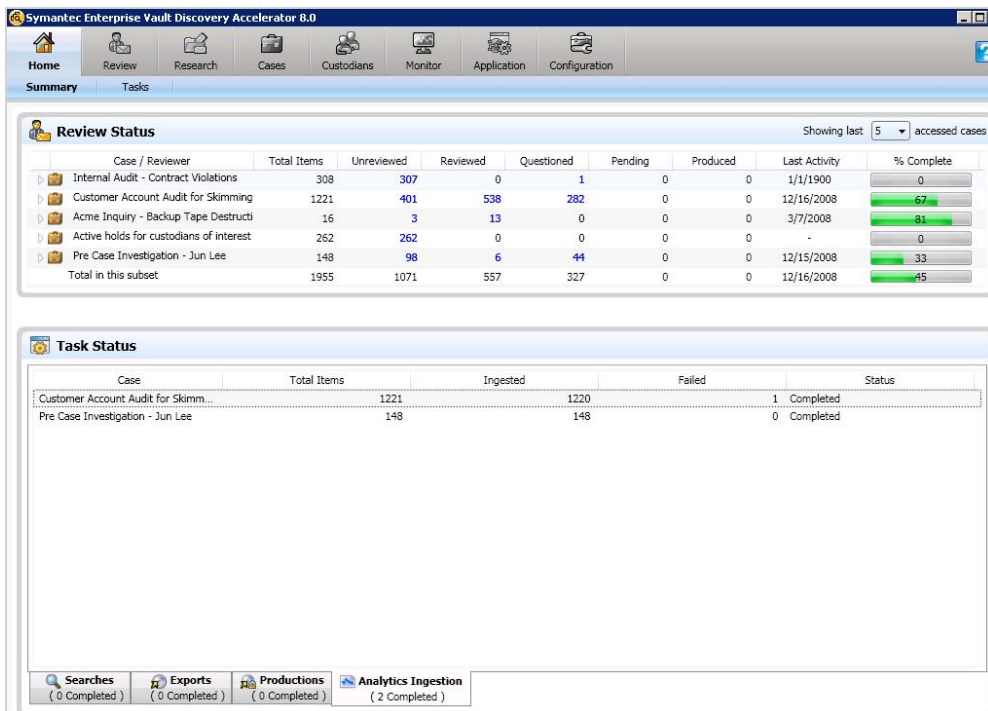 Symantec Enterprise Vault Discovery Accelerator 8.0
Home Review Research Cases Custodians Monitor Application Configuration
Summary Tasks
Review Status Showing last 5 accessed cases
Case / Reviewer Total Items Unreviewed Reviewed Questioned Pending Produced Last Activity % Complete
Internal Audit - Contract Violations 308 307 0 1 0 0 1/1/1900 0
Customer Account Audit for Skimming 1221 401 538 282 0 0 12/16/2008 67
Acme Inquiry - Backup Tape Destructi 16 3 13 0 0 0 3/7/2008 81
Active holds for custodians of interest 262 262 0 0 0 0 - 0
Pre Case Investigation - Jun Lee 148 98 6 44 0 0 12/15/2008 33
Total in this subset 1955 1071 557 327 0 0 12/16/2008 45
Task Status
Case Total Items Ingested Failed Status
Customer Account Audit for Skimm... 1221 1220 1 Completed
Pre Case Investigation - Jun Lee 148 148 0 Completed
Searches Exports Productions Analytics Ingestion
( 0 Completed ) ( 0 Completed ) ( 0 Completed ) ( 2 Completed )